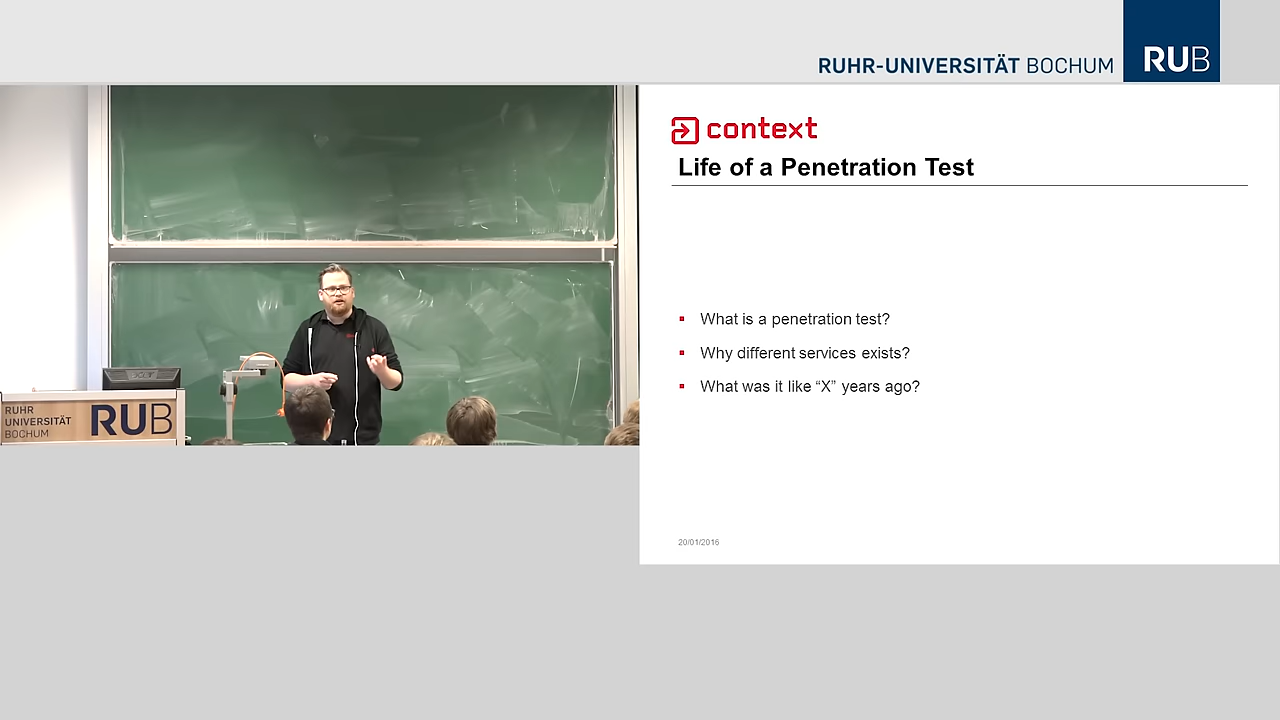 RUHR-UNIVERSITÄT BOCHUM
RUB
context
Life of a Penetration Test
What is a penetration test?
Why different services exists?
What was it like “X” years ago?
20/01/2016
RUHR
UNIVERSITÄT
BOCHUM
RUB